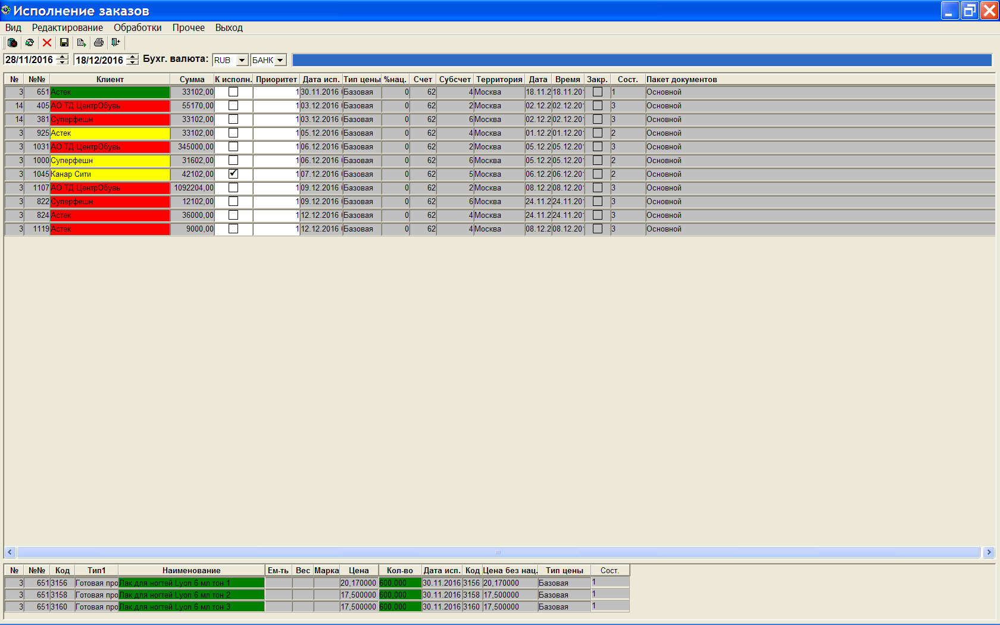 Исполнение заказов
Вид Редактирование Обработки Прочее Выход
28/11/2016 18/12/2016 Бухг. валюта: RUB БАНК
№ №№ Клиент Сумма К исполн. Приоритет Дата исп. Тип цены %нац. Счет Субсчет Территория Дата Время Закр. Сост. Пакет документов
3 651 Астек 33102,00 1 30.11.2016 Базовая 0 62 4 Москва 18.11.2 18.11.20 1 Основной
14 405 АО ТД ЦентрОбувь 55170,00 1 03.12.2016 Базовая 0 62 2 Москва 02.12.2 02.12.20 3 Основной
14 381 Суперфешн 33102,00 1 03.12.2016 Базовая 0 62 6 Москва 02.12.2 02.12.20 3 Основной
3 925 Астек 33102,00 1 05.12.2016 Базовая 0 62 4 Москва 01.12.2 01.12.20 2 Основной
3 1031 АО ТД ЦентрОбувь 345000,00 1 06.12.2016 Базовая 0 62 2 Москва 05.12.2 05.12.20 3 Основной
3 1000 Суперфешн 31602,00 1 06.12.2016 Базовая 0 62 6 Москва 05.12.2 05.12.20 2 Основной
3 1045 Канар Сити 42102,00 1 07.12.2016 Базовая 0 62 5 Москва 06.12.2 06.12.20 2 Основной
3 1107 АО ТД ЦентрОбувь 1092204,00 1 09.12.2016 Базовая 0 62 2 Москва 08.12.2 08.12.20 3 Основной
3 822 Суперфешн 12102,00 1 09.12.2016 Базовая 0 62 6 Москва 24.11.2 24.11.20 3 Основной
3 824 Астек 36000,00 1 12.12.2016 Базовая 0 62 4 Москва 24.11.2 24.11.20 3 Основной
3 1119 Астек 9000,00 1 12.12.2016 Базовая 0 62 4 Москва 08.12.2 08.12.20 3 Основной
№ №№ Код Тип1 Наименование Ем-ть Вес Марка Цена Кол-во Дата исп. Код Цена без нац. Тип цены Сост.
3 651 3156 Готовая про Лак для ногтей Lyon 6 мл тон 1 20,170000 600,000 30.11.2016 3156 20,170000 Базовая 1
3 651 3158 Готовая про Лак для ногтей Lyon 6 мл тон 2 17,500000 600,000 30.11.2016 3158 17,500000 Базовая 1
3 651 3160 Готовая про Лак для ногтей Lyon 6 мл тон 3 17,500000 600,000 30.11.2016 3160 17,500000 Базовая 1